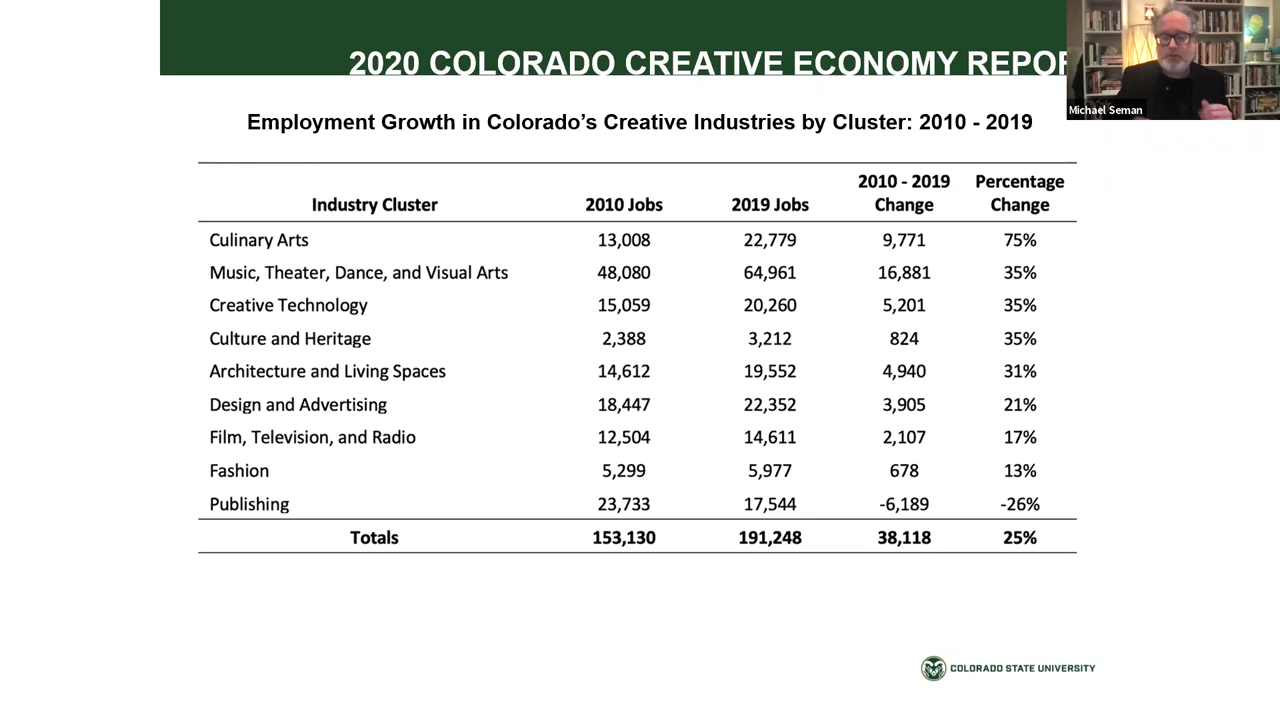 2020 COLORADO CREATIVE ECONOMY REPOR
Michael Seman
Employment Growth in Colorado’s Creative Industries by Cluster: 2010 - 2019
Industry Cluster 2010 Jobs 2019 Jobs 2010 - 2019 Change Percentage Change
Culinary Arts 13,008 22,779 9,771 75%
Music, Theater, Dance, and Visual Arts 48,080 64,961 16,881 35%
Creative Technology 15,059 20,260 5,201 35%
Culture and Heritage 2,388 3,212 824 35%
Architecture and Living Spaces 14,612 19,552 4,940 31%
Design and Advertising 18,447 22,352 3,905 21%
Film, Television, and Radio 12,504 14,611 2,107 17%
Fashion 5,299 5,977 678 13%
Publishing 23,733 17,544 -6,189 -26%
Totals 153,130 191,248 38,118 25%
COLORADO STATE UNIVERSITY